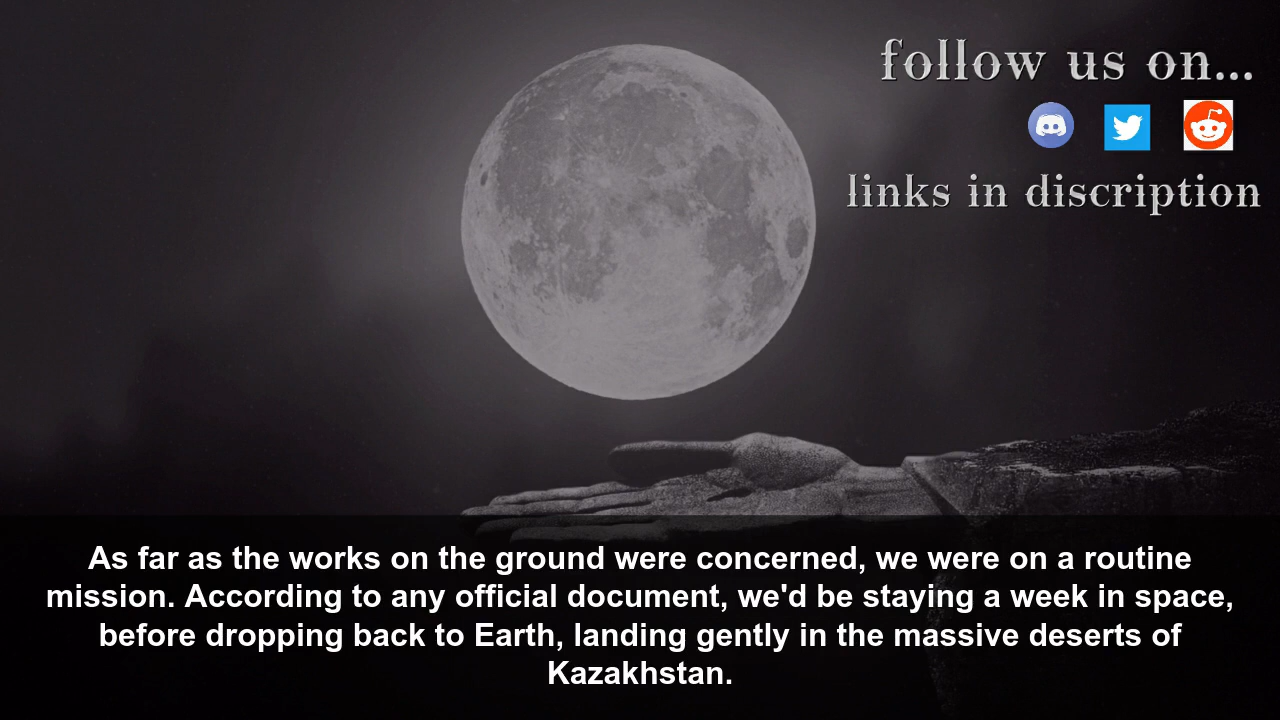 follow us on...
links in discription
As far as the works on the ground were concerned, we were on a routine
mission. According to any official document, we'd be staying a week in space,
before dropping back to Earth, landing gently in the massive deserts of
Kazakhstan.